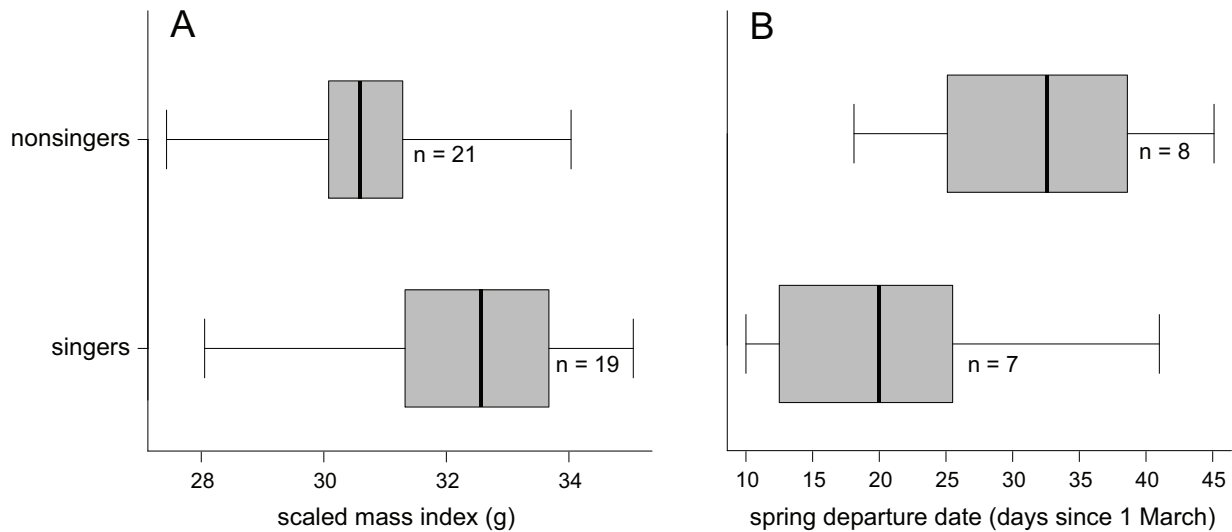 A
B
nonsingers
n = 21
n = 8
singers
n = 19
n = 7
28 30 32 34
10 15 20 25 30 35 40 45
scaled mass index (g)
spring departure date (days since 1 March)